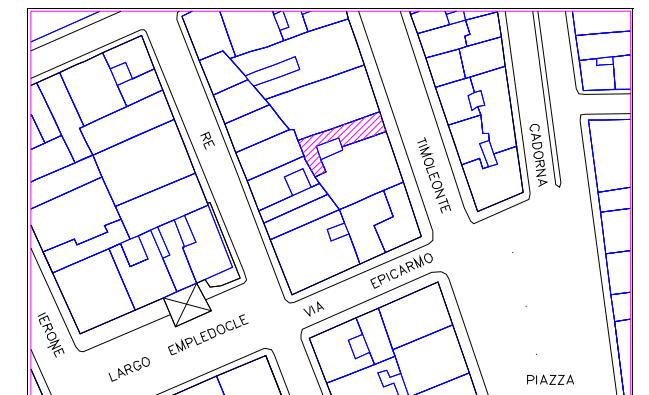 RE
TIMOLEONTE
CADORNA
VIA EPICARMO
IERONE
LARGO EMPLEDOCLE
PIAZZA